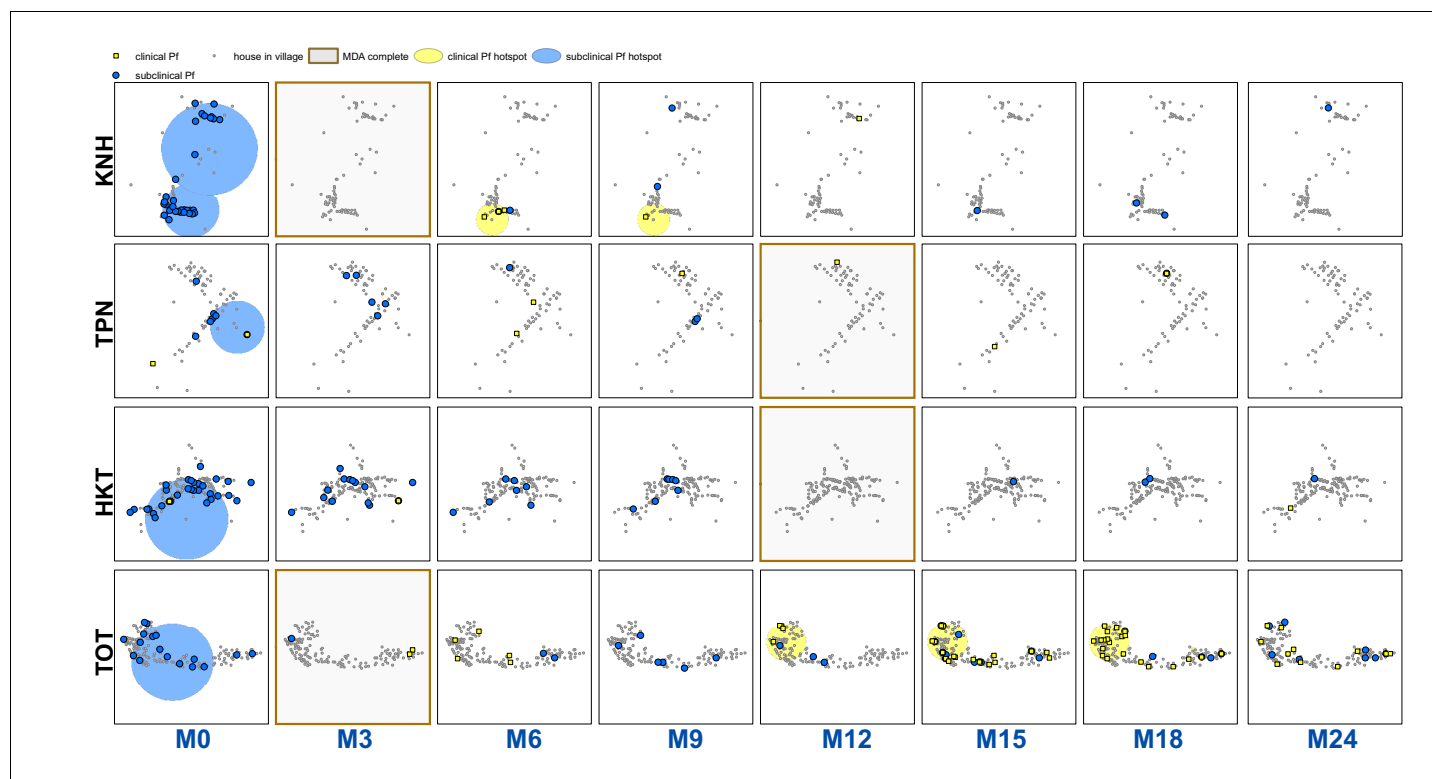 clinical Pf house in village MDA complete clinical Pf hotspot subclinical Pf hotspot
subclinical Pf
KNH
TPN
HKT
TOT
M0 M3 M6 M9 M12 M15 M18 M24